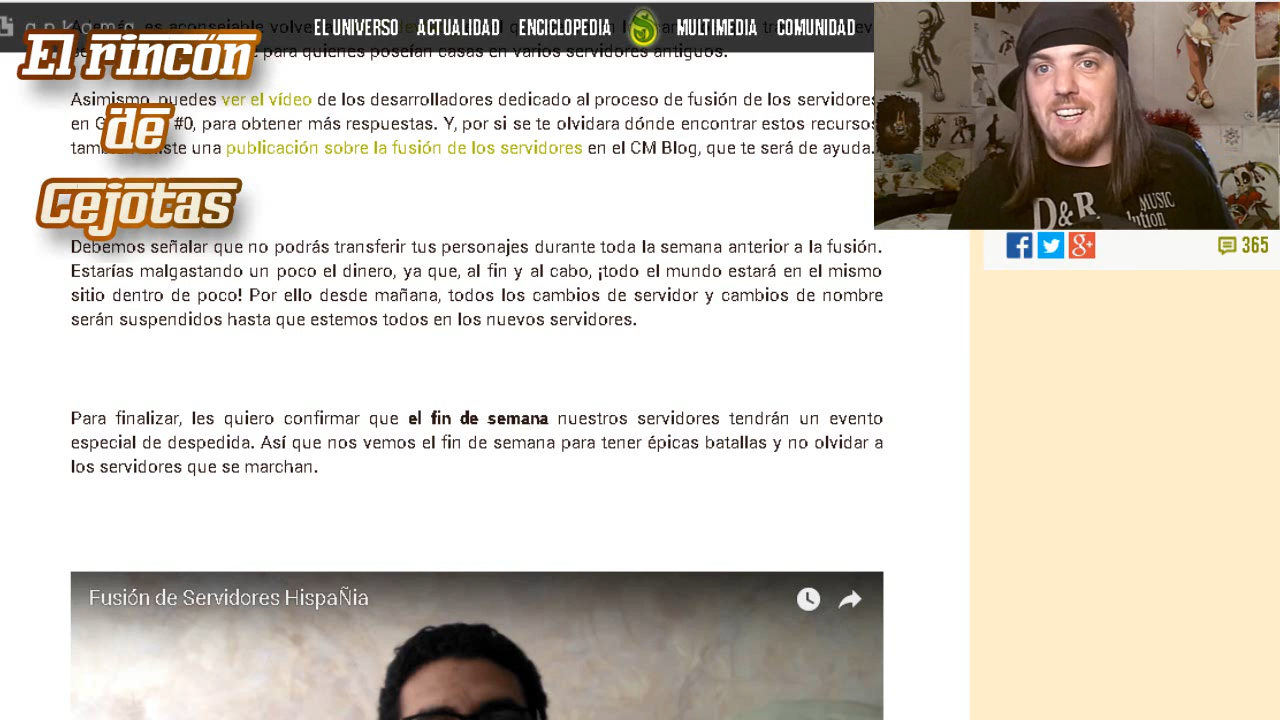 EL UNIVERSO ACTUALIDAD ENCICLOPEDIA MULTIMEDIA COMUNIDAD
para quienes poseían casas en varios servidores antiguos.
El rincón
de
Cejotas
Asimismo, puedes ver el vídeo de los desarrolladores dedicado al proceso de fusión de los servidores
en #0, para obtener más respuestas. Y, por si se te olvidara dónde encontrar estos recursos
una publicación sobre la fusión de los servidores en el CM Blog, que te será de ayuda.
D&R MUSIC
Debemos señalar que no podrás transferir tus personajes durante toda la semana anterior a la fusión.
Estarías malgastando un poco el dinero, ya que, al fin y al cabo, ¡todo el mundo estará en el mismo
sitio dentro de poco! Por ello desde mañana, todos los cambios de servidor y cambios de nombre
serán suspendidos hasta que estemos todos en los nuevos servidores.
365
Para finalizar, les quiero confirmar que el fin de semana nuestros servidores tendrán un evento
especial de despedida. Así que nos vemos el fin de semana para tener épicas batallas y no olvidar a
los servidores que se marchan.
Fusión de Servidores HispaÑia